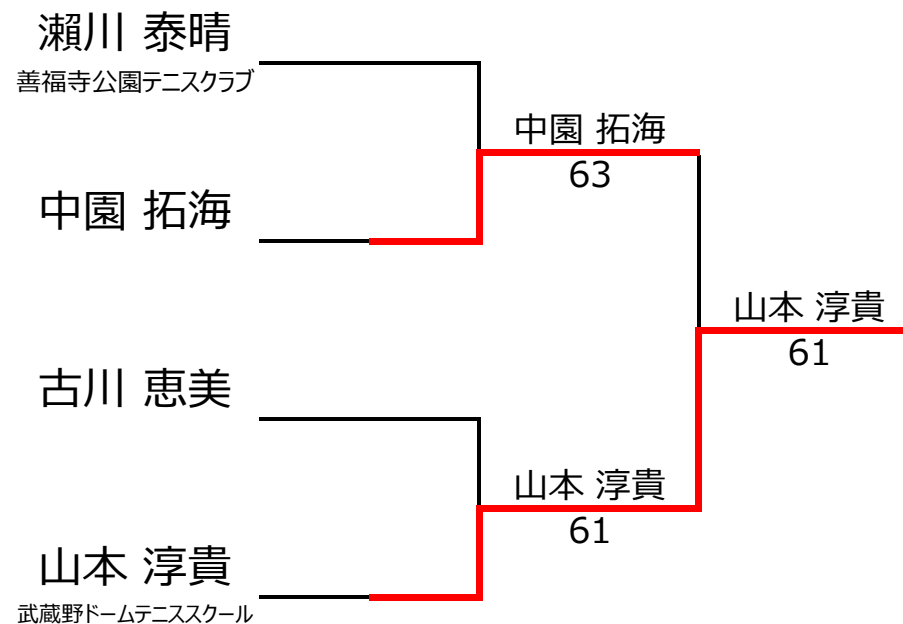 瀬川 泰晴
善福寺公園テニスクラブ
中園 拓海
63
中園 拓海
山本 淳貴
61
古川 恵美
山本 淳貴
61
山本 淳貴
武蔵野ドームテニススクール